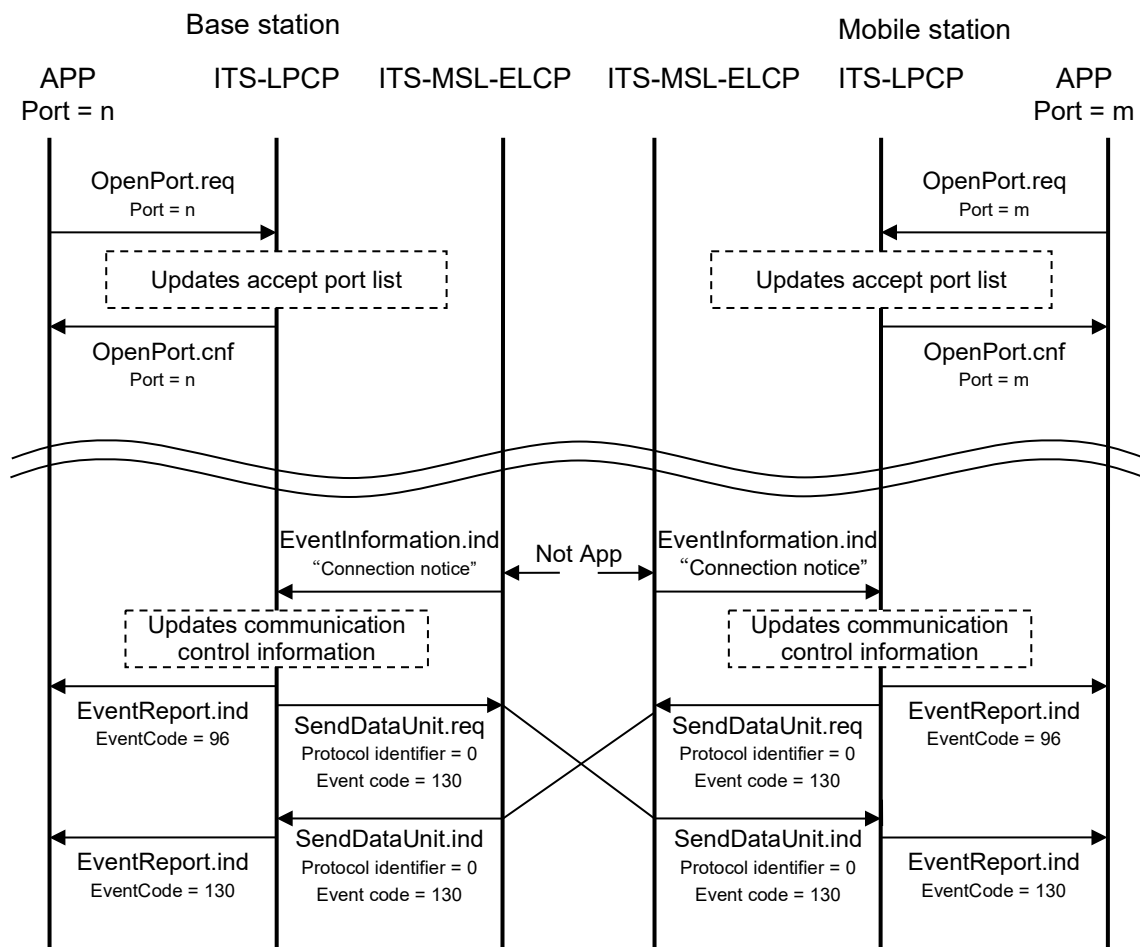 Base station
Mobile station
APP
ITS-LPCP
ITS-MSL-ELCP
ITS-MSL-ELCP
ITS-LPCP
APP
Port = n
Port = m
OpenPort.req
OpenPort.req
Port = n
Port = m
Updates accept port list
Updates accept port list
OpenPort.cnf
OpenPort.cnf
Port = n
Port = m
EventInformation.ind
Not App
EventInformation.ind
“Connection notice”
“Connection notice”
Updates communication
control information
Updates communication
control information
EventReport.ind
EventCode = 96
SendDataUnit.req
Protocol identifier = 0
Event code = 130
SendDataUnit.req
Protocol identifier = 0
Event code = 130
EventReport.ind
EventCode = 96
EventReport.ind
EventCode = 130
SendDataUnit.ind
Protocol identifier = 0
Event code = 130
SendDataUnit.ind
Protocol identifier = 0
Event code = 130
EventReport.ind
EventCode = 130